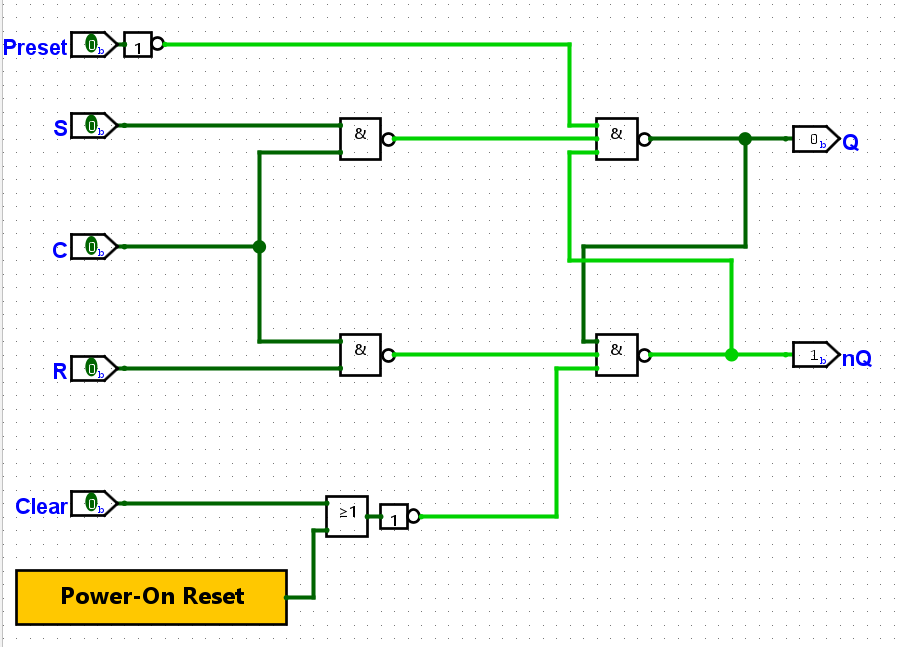 Preset 0b 1
S 0b & &
0b Q
C 0b
R 0b & &
1b nQ
Clear 0b ≥1 1
Power-On Reset